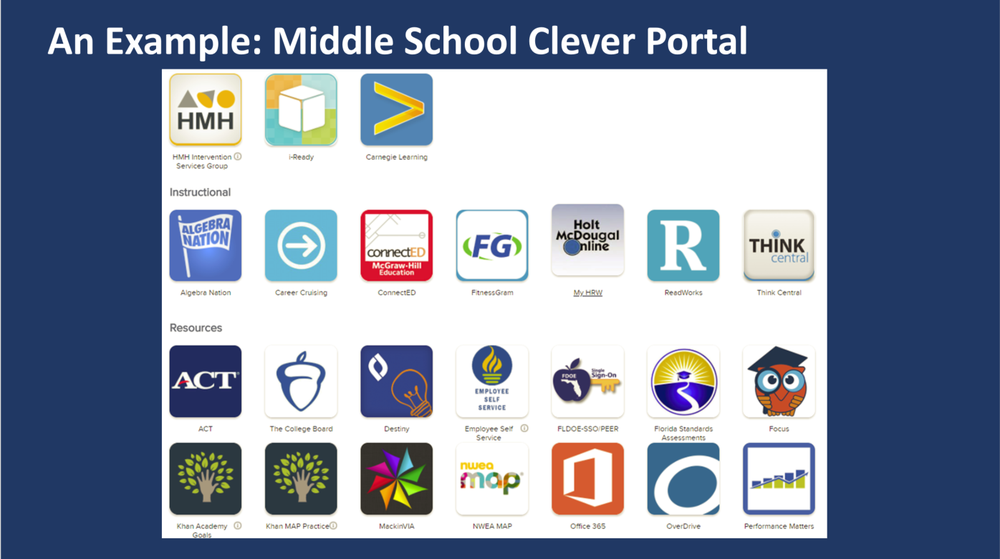 An Example: Middle School Clever Portal
HMH
HMH Intervention
Services Group
i-Ready
Carnegie Learning
Instructional
ALGEBRA
NATION
connectED
McGraw-Hill
Education
FG
Holt
McDougal
Online
R
THINK
central
Algebra Nation
Career Cruising
ConnectED
FitnessGram
My HRW
ReadWorks
Think Central
Resources
ACT
EMPLOYEE
SELF
SERVICE
FDOE
Single
Sign-On
ACT
The College Board
Destiny
Employee Self
Service
FLDOE-SSO/PEER
Florida Standards
Assessments
Focus
nwea
map
Khan Academy
Goals
Khan MAP Practice
MackinVIA
NWEA MAP
Office 365
OverDrive
Performance Matters